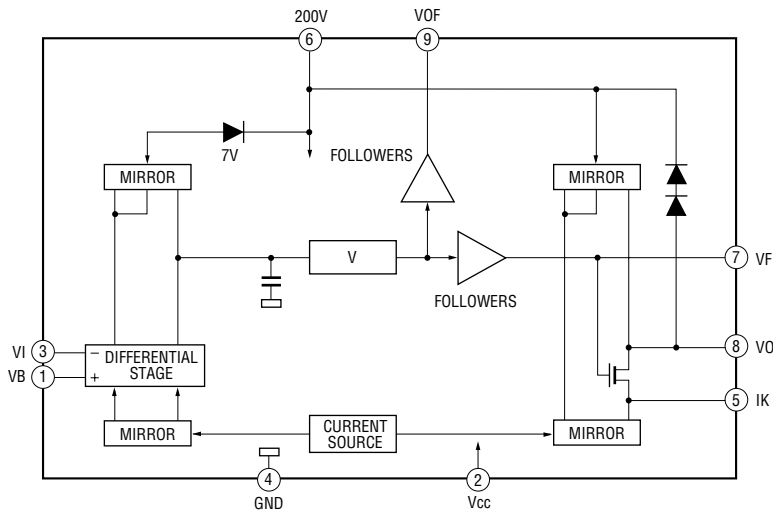 200V
VOF
6
9
7V
FOLLOWERS
MIRROR
MIRROR
V
FOLLOWERS
7
VF
VI
3
−
DIFFERENTIAL
STAGE
VB
1
+
8
VO
5
IK
MIRROR
CURRENT
SOURCE
MIRROR
4
GND
2
Vcc